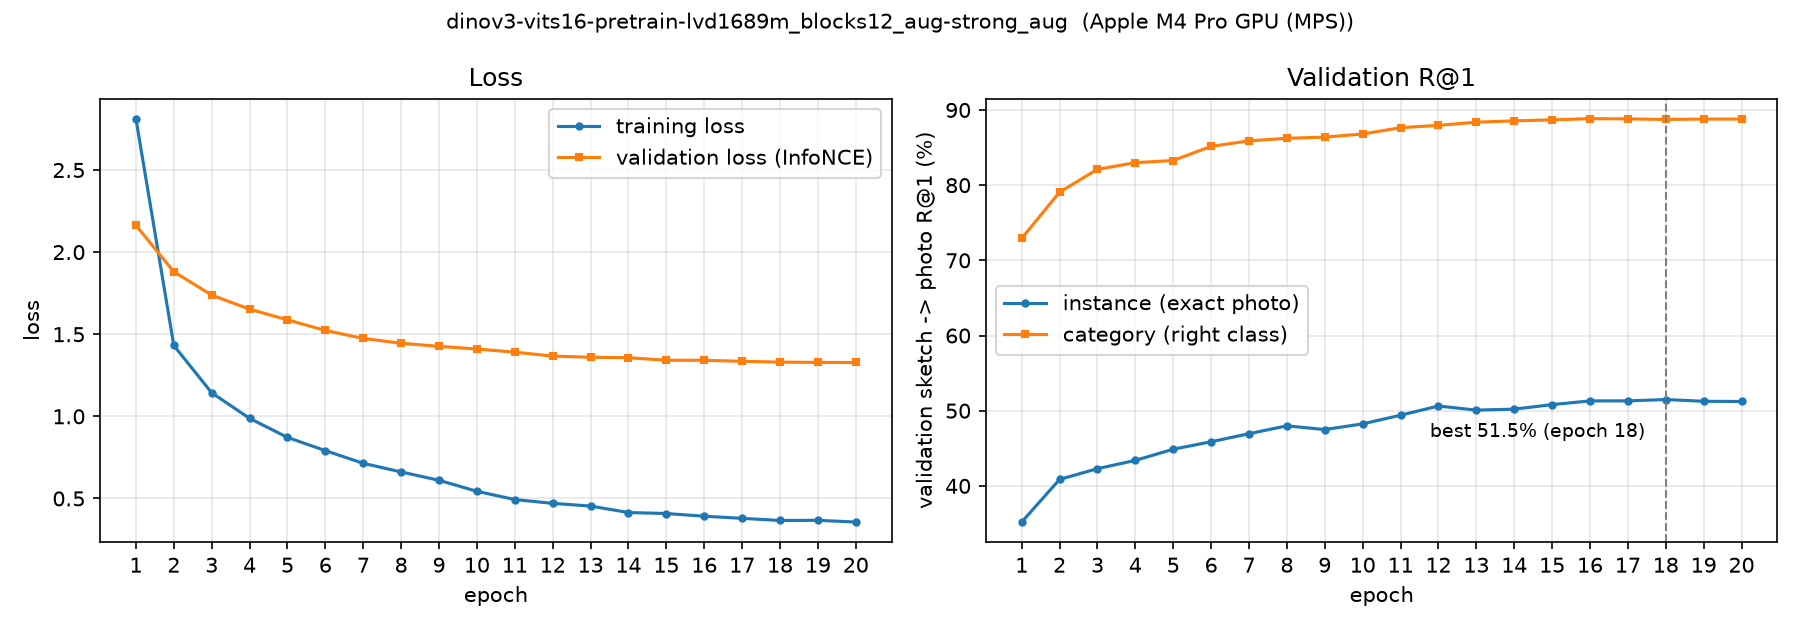 dinov3-vits16-pretrain-lvd1689m_blocks12_aug-strong_aug  (Apple M4 Pro GPU (MPS))
Loss
training loss
validation loss (InfoNCE)
loss
2.5
2.0
1.5
1.0
0.5
1 2 3 4 5 6 7 8 9 10 11 12 13 14 15 16 17 18 19 20
epoch
Validation R@1
validation sketch -> photo R@1 (%)
90
80
70
60
50
40
instance (exact photo)
category (right class)
best 51.5% (epoch 18)
1 2 3 4 5 6 7 8 9 10 11 12 13 14 15 16 17 18 19 20
epoch